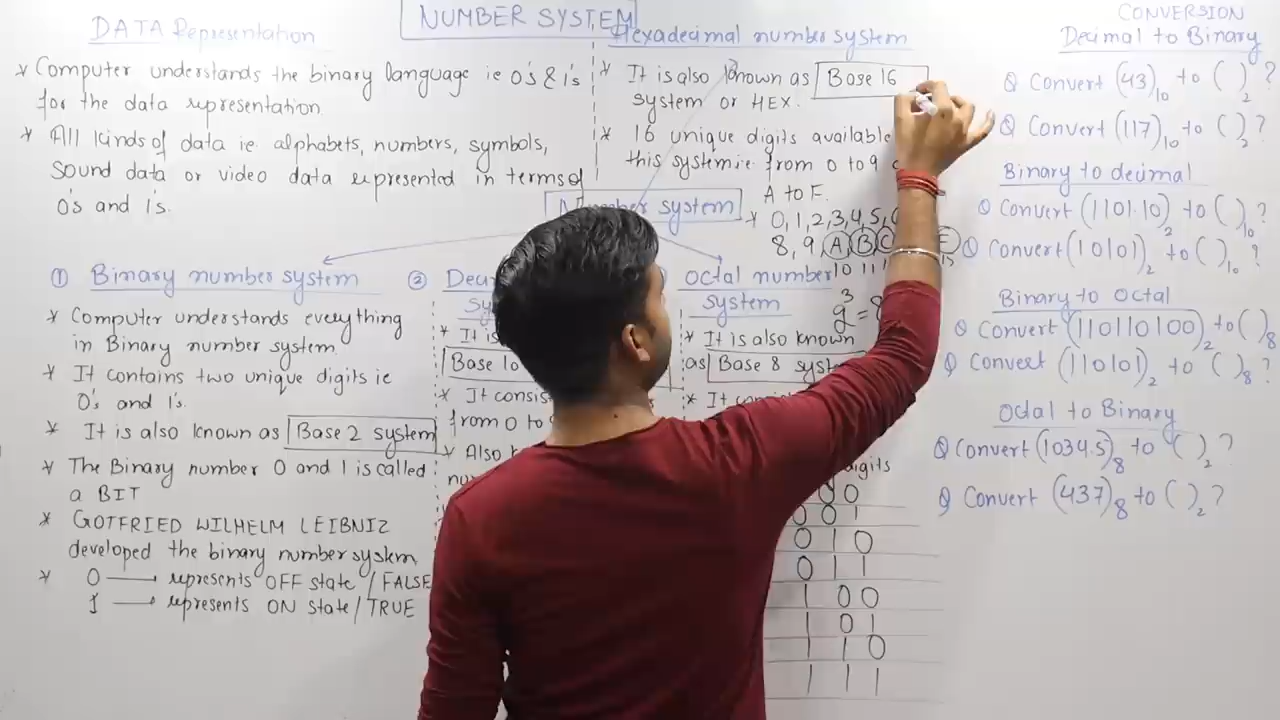 NUMBER SYSTEM
DATA Representation
* Computer understands the binary language ie 0's & 1's
for the data representation.
* All kinds of data ie. alphabets, numbers, symbols,
sound data or video data represented in terms of
0's and 1's.
Hexadecimal number system
* It is also known as Base 16
system or HEX.
* 16 unique digits available
this system ie from 0 to 9
A to F.
* 0, 1, 2, 3, 4, 5,
8, 9 A B C
10 11
Number system
① Binary number system
* Computer understands everything
in Binary number system.
* It contains two unique digits ie
0's and 1's.
* It is also known as Base 2 system
* The Binary number 0 and 1 is called
a BIT
* GOTFRIED WILHELM LEIBNIZ
developed the binary number system
* 0 → represents OFF state / FALSE
1 → represents ON state / TRUE
②
* It
Base 10
* It
from 0 to
* Also
octal number
system
2³ = 8
* It is also known
as Base 8
* It
digits
0 0
0 0 1
0 1 0
0 1 1
1 0 0
1 0 1
1 1 0
1 1 1
CONVERSION
Decimal to Binary
Q Convert (43)₁₀ to ( )₂ ?
Q Convert (117)₁₀ to ( )₂ ?
Binary to decimal
Q Convert (1101.10)₂ to ( )₁₀ ?
Q Convert (10101)₂ to ( )₁₀ ?
Binary to Octal
Q Convert (110110100)₂ to ( )₈
Q Convert (110101)₂ to ( )₈ ?
Octal to Binary
Q Convert (1034.5)₈ to ( )₂ ?
Q Convert (437)₈ to ( )₂ ?